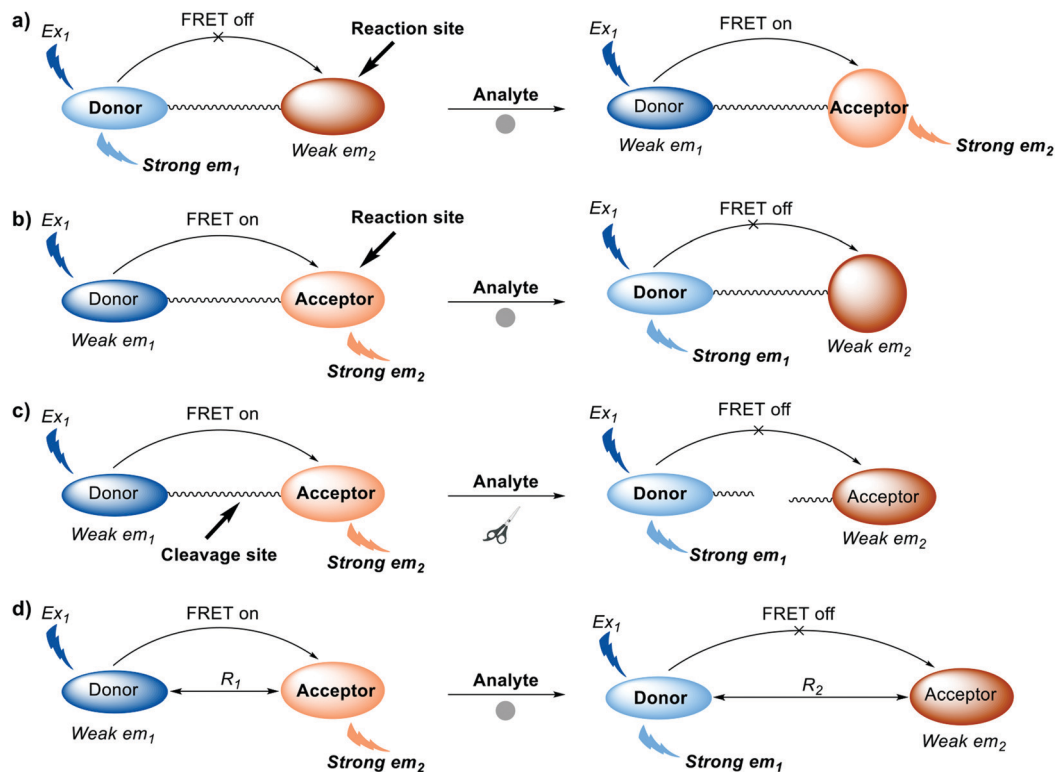 a)
Ex1
FRET off
Reaction site
Donor
Strong em1
Weak em2
Analyte
Ex1
FRET on
Donor
Weak em1
Acceptor
Strong em2
b)
Ex1
FRET on
Reaction site
Donor
Weak em1
Acceptor
Strong em2
Analyte
Ex1
FRET off
Donor
Strong em1
Weak em2
c)
Ex1
FRET on
Donor
Weak em1
Acceptor
Cleavage site
Strong em2
Analyte
Ex1
FRET off
Donor
Strong em1
Acceptor
Weak em2
d)
Ex1
FRET on
Donor
R1
Acceptor
Weak em1
Strong em2
Analyte
Ex1
FRET off
Donor
R2
Acceptor
Strong em1
Weak em2